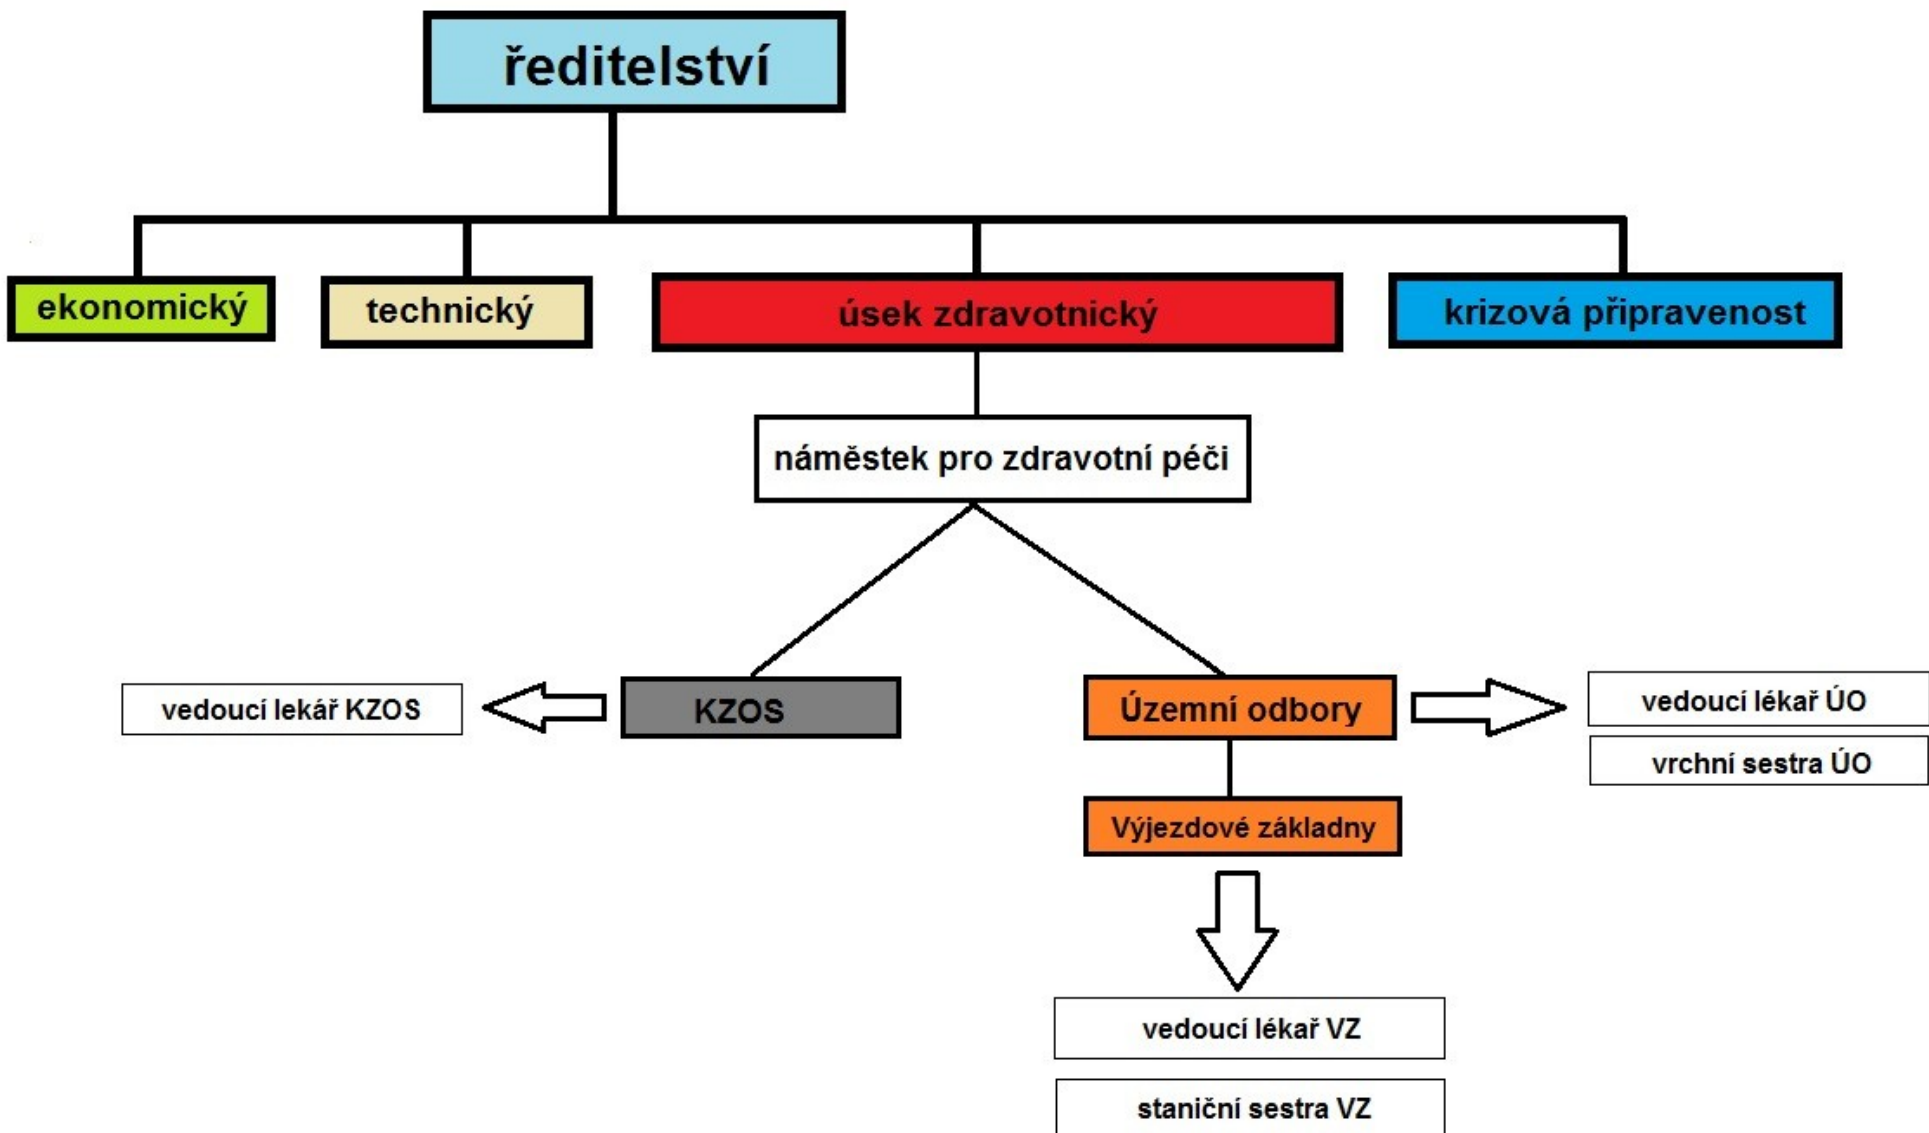 ředitelství
ekonomický
technický
úsek zdravotnický
krizová připravenost
náměstek pro zdravotní péči
vedoucí lekář KZOS
KZOS
Územní odbory
vedoucí lékař ÚO
vrchní sestra ÚO
Výjezdové základny
vedoucí lékař VZ
staniční sestra VZ